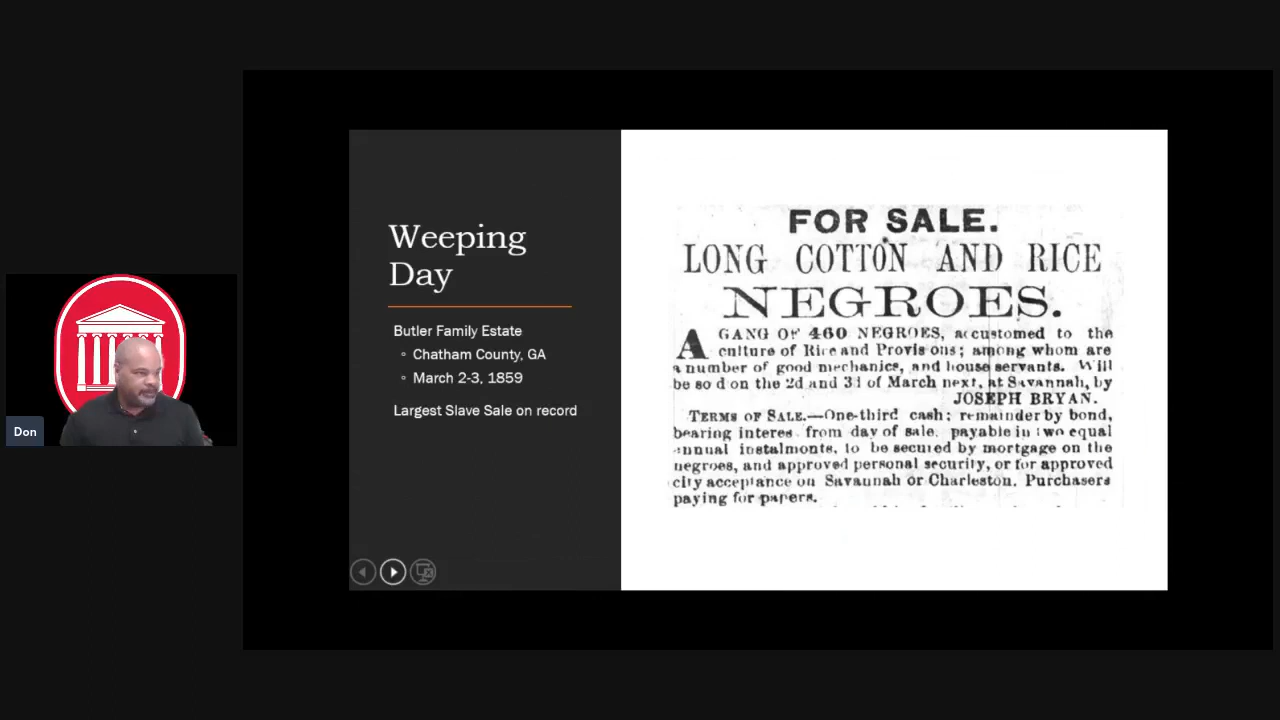 Weeping
Day
Butler Family Estate
Chatham County, GA
March 2-3, 1859
Largest Slave Sale on record
FOR SALE.
LONG COTTON AND RICE
NEGROES.
A GANG OF 460 NEGROES, accustomed to the
culture of Rice and Provis ons; among whom are
a number of good mechanics, and house servants. Will
be so d on the 2d and 3d of March next, at Savannah, by
JOSEPH BRYAN.
TERMS OF SALE.—One-third cash; remainder by bond,
bearing interes from day of sale, payable in two equal
annual instalments, to be secured by mortgage on the
negroes, and approved personal security, or for approved
city acceptance on Savannah or Charleston. Purchasers
paying for papers.
Don